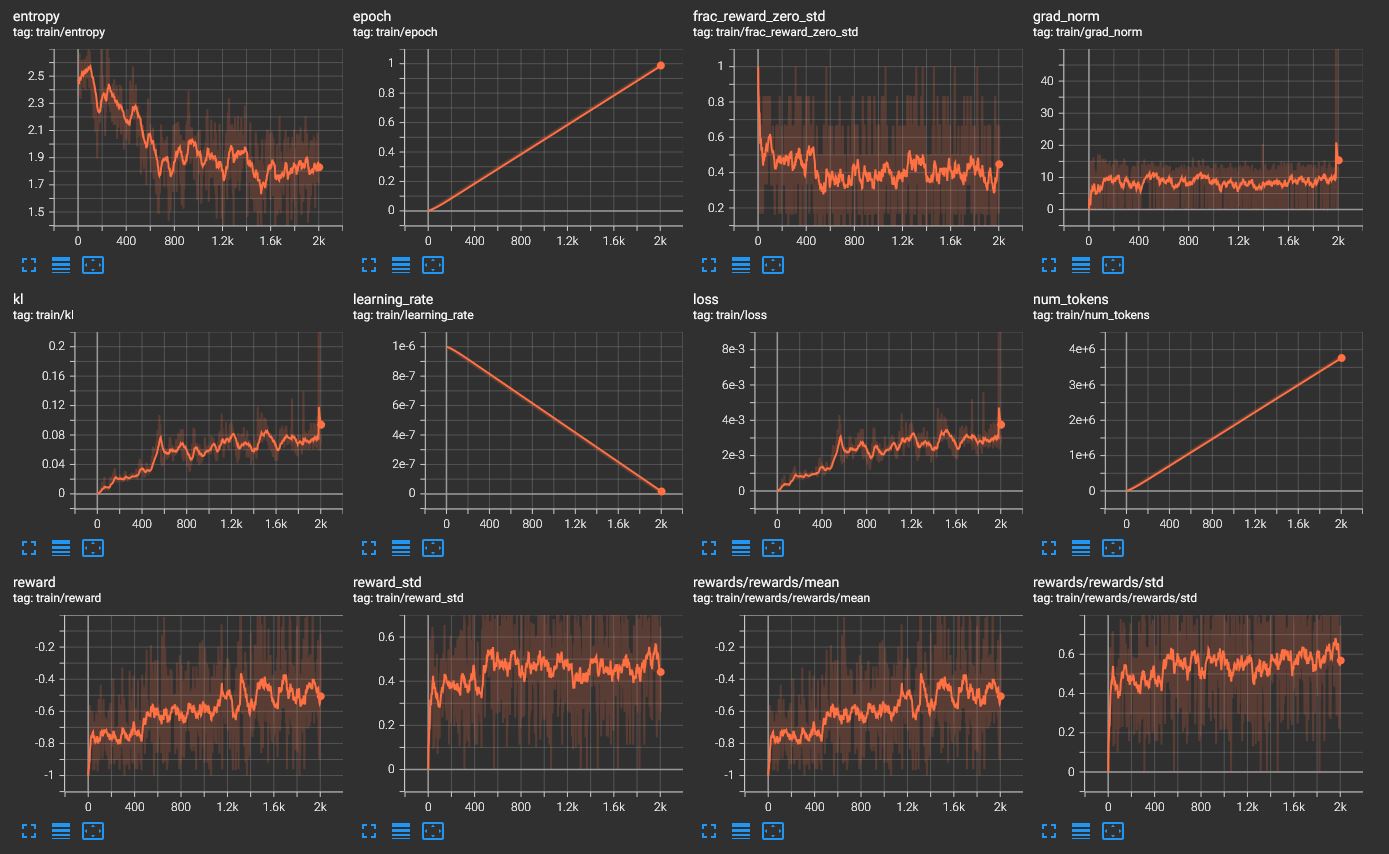 entropy
tag: train/entropy
2.5
2.3
2.1
1.9
1.7
1.5
0 400 800 1.2k 1.6k 2k
epoch
tag: train/epoch
1
0.8
0.6
0.4
0.2
0
0 400 800 1.2k 1.6k 2k
frac_reward_zero_std
tag: train/frac_reward_zero_std
1
0.8
0.6
0.4
0.2
0 400 800 1.2k 1.6k 2k
grad_norm
tag: train/grad_norm
40
30
20
10
0
0 400 800 1.2k 1.6k 2k
kl
tag: train/kl
0.2
0.16
0.12
0.08
0.04
0
0 400 800 1.2k 1.6k 2k
learning_rate
tag: train/learning_rate
1e-6
8e-7
6e-7
4e-7
2e-7
0
0 400 800 1.2k 1.6k 2k
loss
tag: train/loss
8e-3
6e-3
4e-3
2e-3
0
0 400 800 1.2k 1.6k 2k
num_tokens
tag: train/num_tokens
4e+6
3e+6
2e+6
1e+6
0
0 400 800 1.2k 1.6k 2k
reward
tag: train/reward
-0.2
-0.4
-0.6
-0.8
-1
0 400 800 1.2k 1.6k 2k
reward_std
tag: train/reward_std
0.6
0.4
0.2
0
0 400 800 1.2k 1.6k 2k
rewards/rewards/mean
tag: train/rewards/rewards/mean
-0.2
-0.4
-0.6
-0.8
-1
0 400 800 1.2k 1.6k 2k
rewards/rewards/std
tag: train/rewards/rewards/std
0.6
0.4
0.2
0
0 400 800 1.2k 1.6k 2k